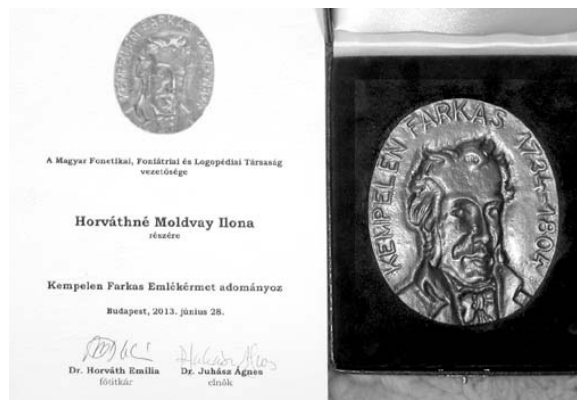 A Magyar Fonetikai, Foniátriai és Logopédiai Társaság
vezetősége
Horváthné Moldvay Ilona
részére
Kempelen Farkas Emlékérmet adományoz
Budapest, 2013. június 28.
Dr. Horváth Emília
főtitkár
Dr. Juhász Ágnes
elnök
KEMPELEN FARKAS 1734-1804